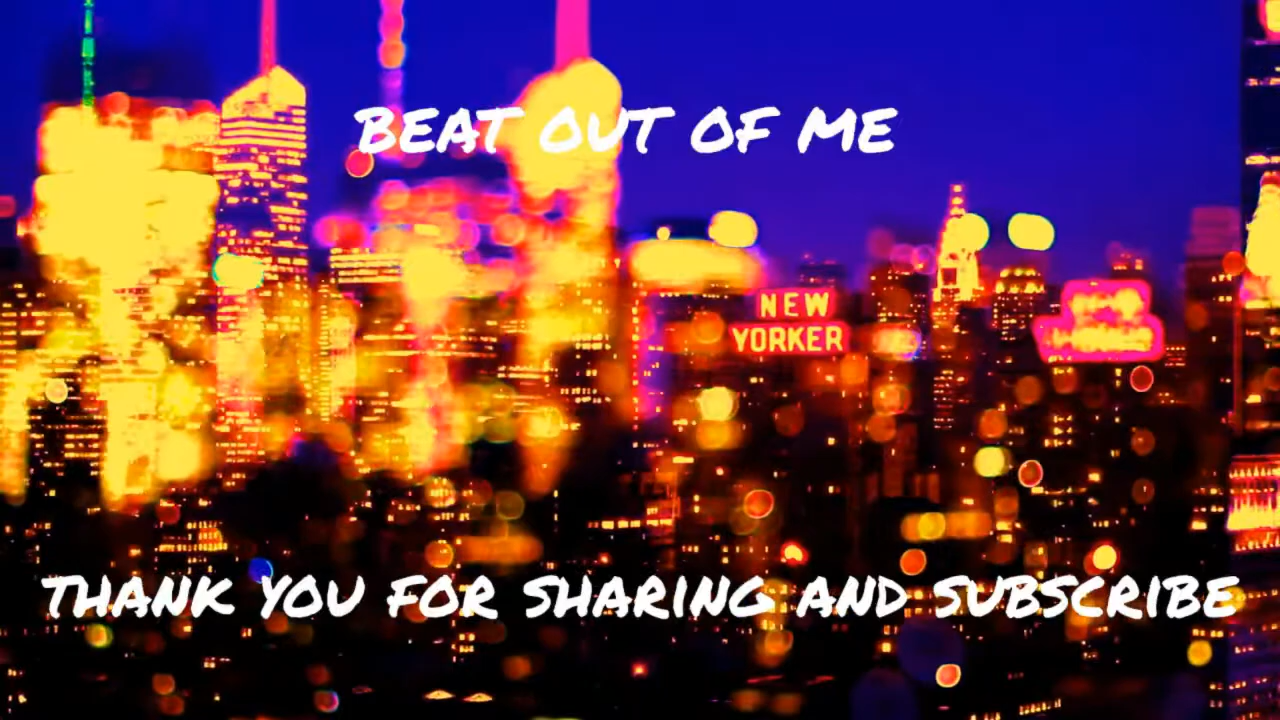 BEAT OUT OF ME
NEW
YORKER
THANK YOU FOR SHARING AND SUBSCRIBE